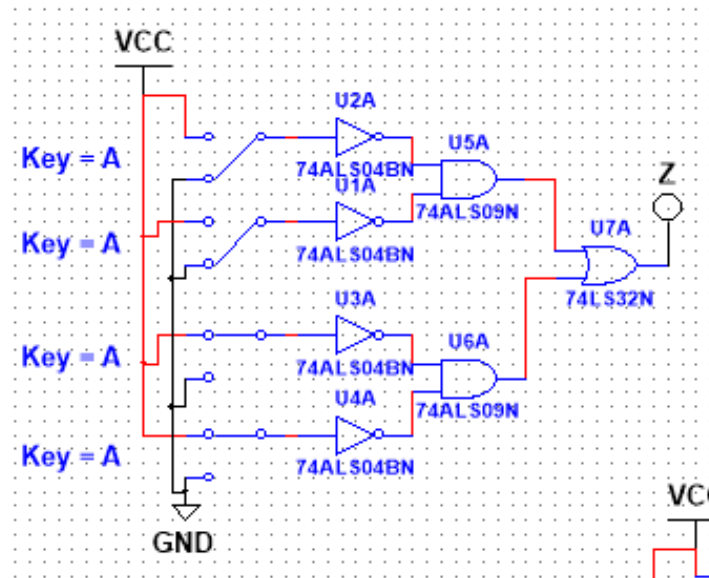 VCC
U2A
Key = A
74ALS04BN
U5A
U1A
74ALS09N
Z
Key = A
74ALS04BN
U7A
U3A
74LS32N
Key = A
74ALS04BN
U6A
U4A
74ALS09N
Key = A
74ALS04BN
GND
VC